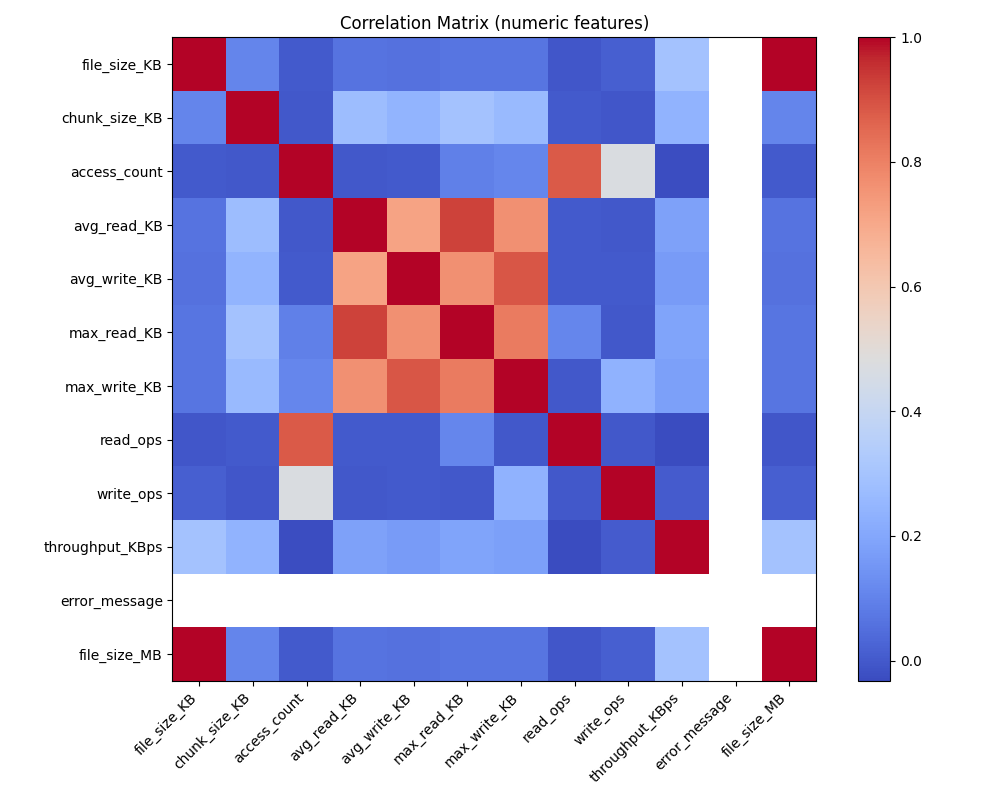 Correlation Matrix (numeric features)
file_size_KB
chunk_size_KB
access_count
avg_read_KB
avg_write_KB
max_read_KB
max_write_KB
read_ops
write_ops
throughput_KBps
error_message
file_size_MB
file_size_KB
chunk_size_KB
access_count
avg_read_KB
avg_write_KB
max_read_KB
max_write_KB
read_ops
write_ops
throughput_KBps
error_message
file_size_MB
1.0
0.8
0.6
0.4
0.2
0.0